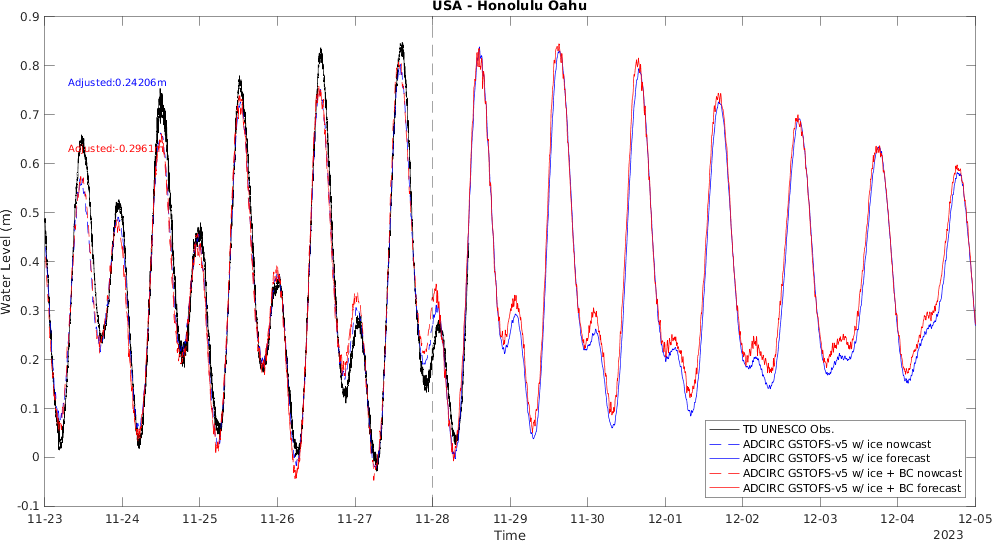 USA - Honolulu Oahu
0.9
0.8
0.7
0.6
0.5
0.4
0.3
0.2
0.1
0
-0.1
Water Level (m)
Adjusted:0.24206m
Adjusted:-0.2961
TD UNESCO Obs.
ADCIRC GSTOFS-v5 w/ ice nowcast
ADCIRC GSTOFS-v5 w/ ice forecast
ADCIRC GSTOFS-v5 w/ ice + BC nowcast
ADCIRC GSTOFS-v5 w/ ice + BC forecast
11-23 11-24 11-25 11-26 11-27 11-28 11-29 11-30 12-01 12-02 12-03 12-04 12-05
Time
2023